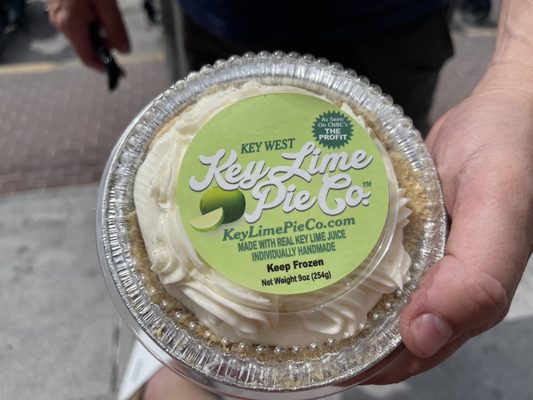 KEY WEST
As Seen
On CNBC's
THE
PROFIT
Key Lime
Pie Co.™
KeyLimePieCo.com
MADE WITH REAL KEY LIME JUICE
INDIVIDUALLY HANDMADE
Keep Frozen
Net Weight 9oz (254g)